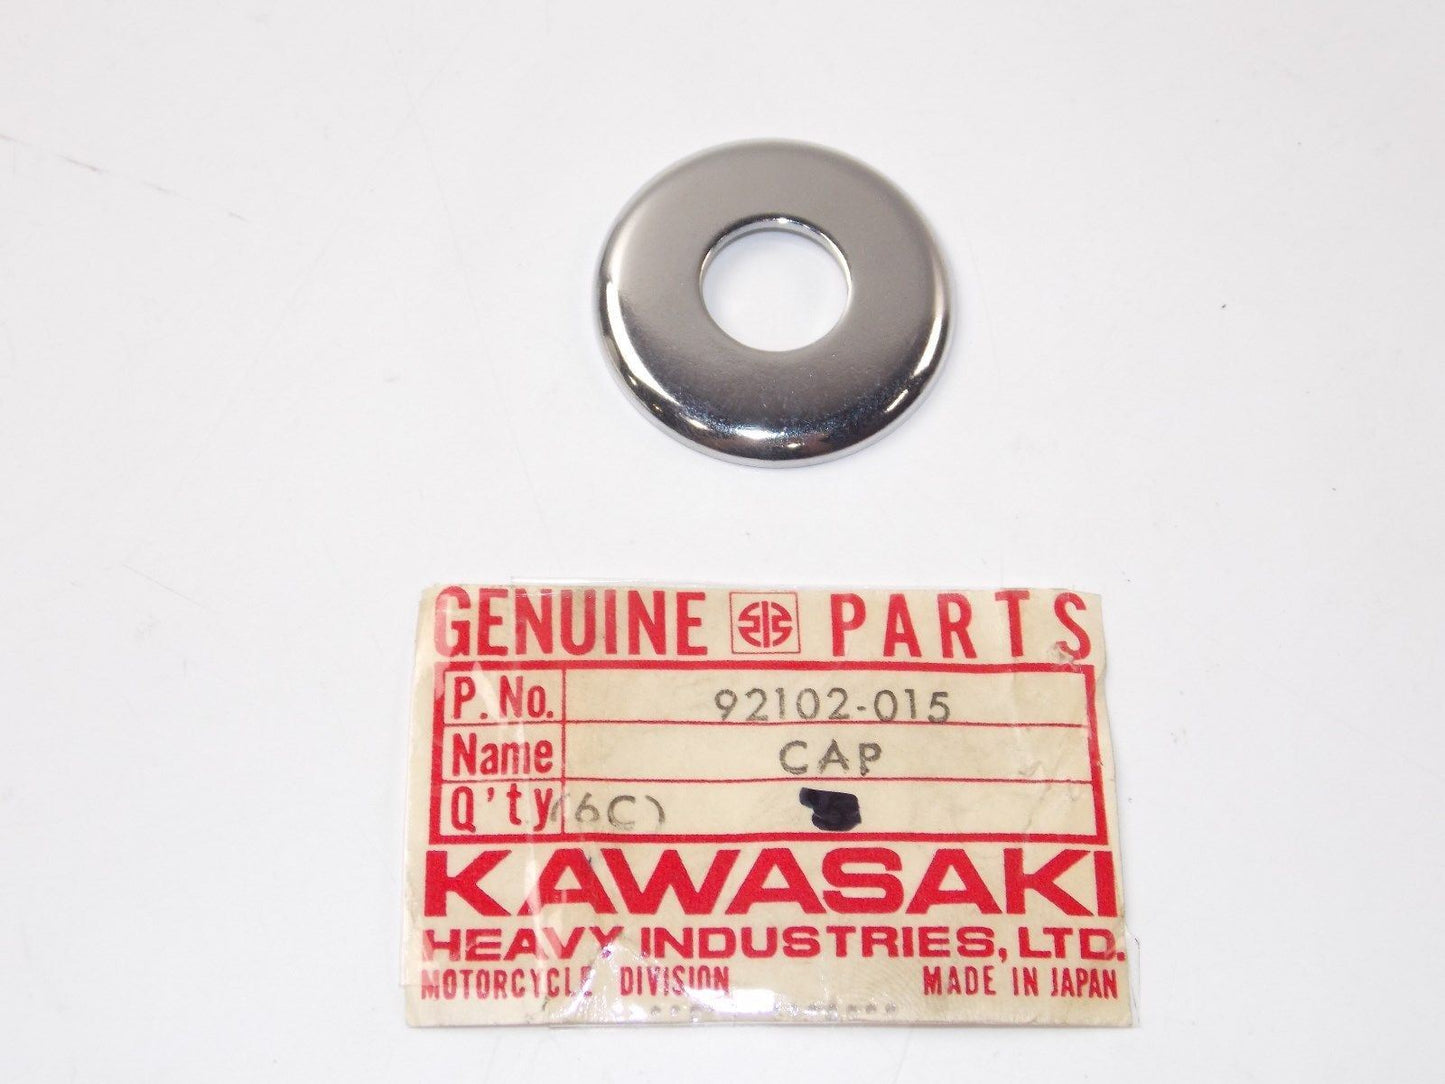 GENUINE PARTS
P. No. 92102-015
Name CAP
Q'ty (6C)
KAWASAKI
HEAVY INDUSTRIES, LTD.
MOTORCYCLE DIVISION MADE IN JAPAN